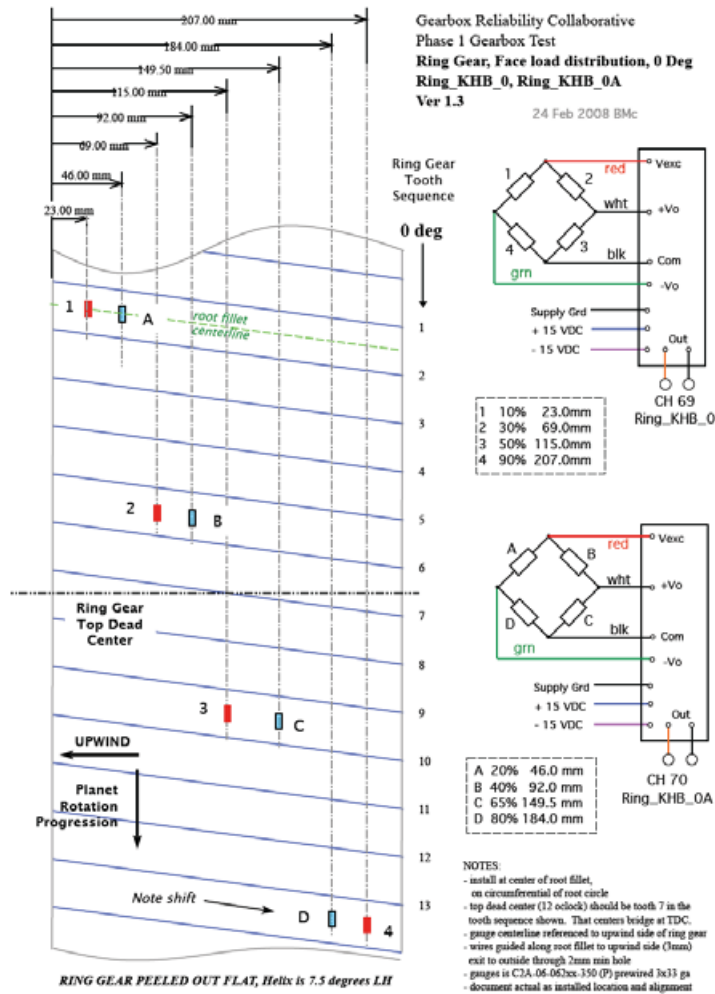 207.00 mm
184.00 mm
149.50 mm
115.00 mm
92.00 mm
69.00 mm
46.00 mm
23.00 mm
Gearbox Reliability Collaborative
Phase 1 Gearbox Test
Ring Gear, Face load distribution, 0 Deg
Ring_KHB_0, Ring_KHB_0A
Ver 1.3
24 Feb 2008 BMc
Ring Gear
Tooth
Sequence
0 deg
1
A
root fillet
centerline
1
2
3
4
5
6
7
8
9
10
11
12
13
2
B
Ring Gear
Top Dead
Center
3
C
UPWIND
Planet
Rotation
Progression
Note shift
D
4
RING GEAR PEELED OUT FLAT, Helix is 7.5 degrees LH
1
2
3
4
red
wht
blk
grn
Vexc
+Vo
Com
-Vo
Supply Grd
+ 15 VDC
- 15 VDC
Out
CH 69
Ring_KHB_0
1 10% 23.0mm
2 30% 69.0mm
3 50% 115.0mm
4 90% 207.0mm
A
B
C
D
red
wht
blk
grn
Vexc
+Vo
Com
-Vo
Supply Grd
+ 15 VDC
- 15 VDC
Out
CH 70
Ring_KHB_0A
A 20% 46.0 mm
B 40% 92.0 mm
C 65% 149.5 mm
D 80% 184.0 mm
NOTES:
- install at center of root fillet,
on circumferential of root circle
- top dead center (12 oclock) should be tooth 7 in the
tooth sequence shown. That centers bridge at TDC.
- gauge centerline referenced to upwind side of ring gear
- wires guided along root fillet to upwind side (3mm)
exit to outside through 2mm min hole
- gauges is C2A-06-062xx-350 (P) prewired 3x33 ga
- document actual as installed location and alignment